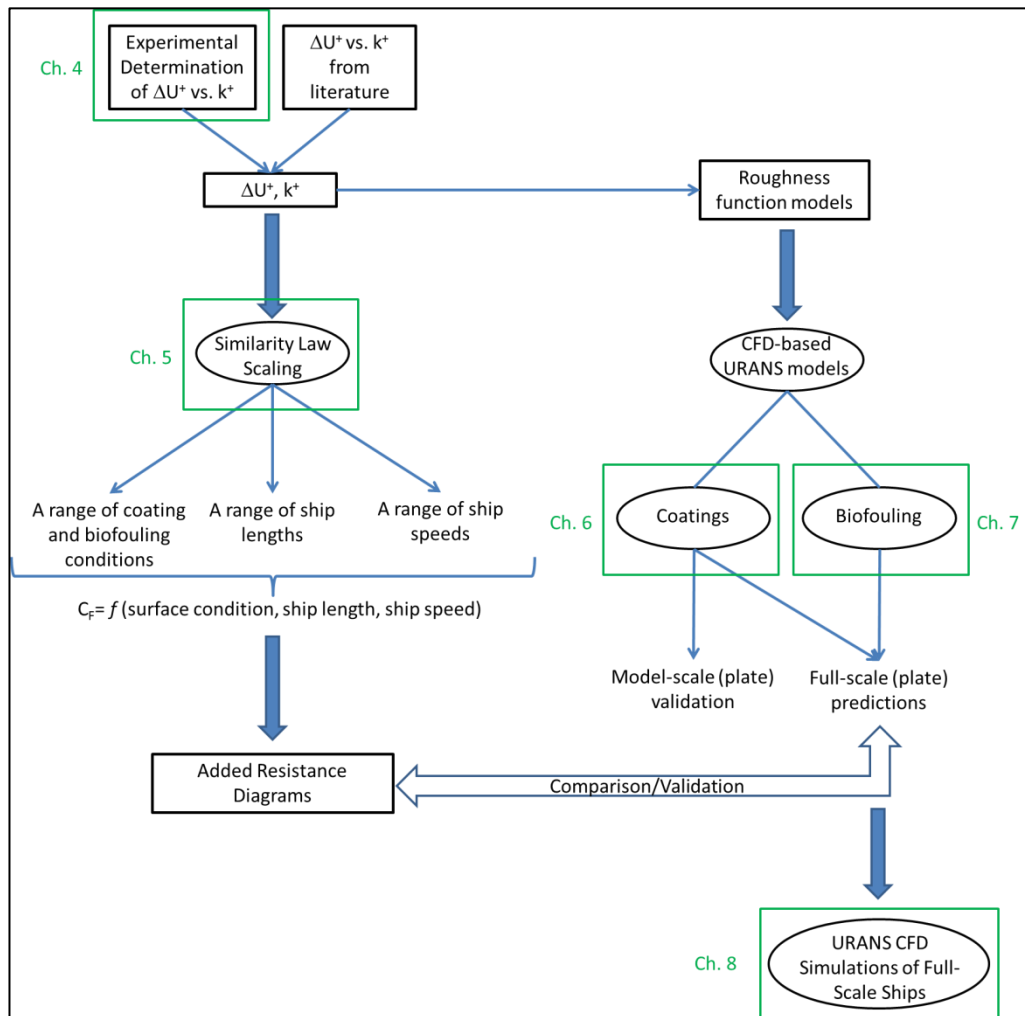 Ch. 4
Experimental
Determination
of ΔU⁺ vs. k⁺
ΔU⁺ vs. k⁺
from
literature
ΔU⁺, k⁺
Roughness
function models
Ch. 5
Similarity Law
Scaling
CFD-based
URANS models
A range of coating
and biofouling
conditions
A range of ship
lengths
A range of ship
speeds
Ch. 6
Coatings
Biofouling
Ch. 7
C_F= f (surface condition, ship length, ship speed)
Model-scale (plate)
validation
Full-scale (plate)
predictions
Added Resistance
Diagrams
Comparison/Validation
Ch. 8
URANS CFD
Simulations of Full-
Scale Ships